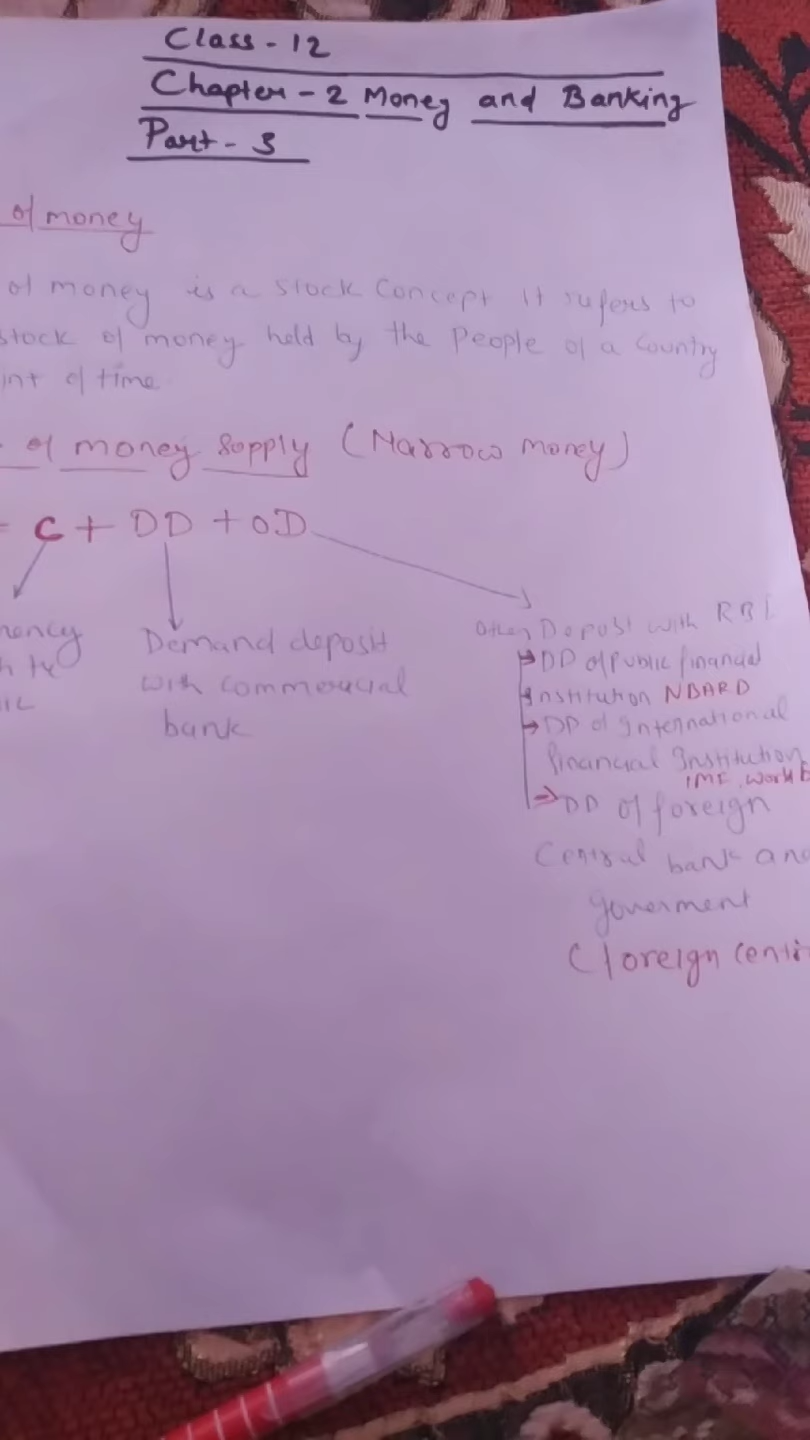 Class - 12
Chapter - 2 Money and Banking
Part - 3
of money
of money is a stock concept It refers to
stock of money held by the People of a Country
int of time
of money supply (Narrow money)
= C + DD + OD
Demand deposit
with commercial
bank
Other Deposit with RBI
→ DD of Public financial
Institution NBARD
→ DD of International
financial Institution
IMF, World B
→ DD of foreign
Central bank and
goverment
(foreign centr